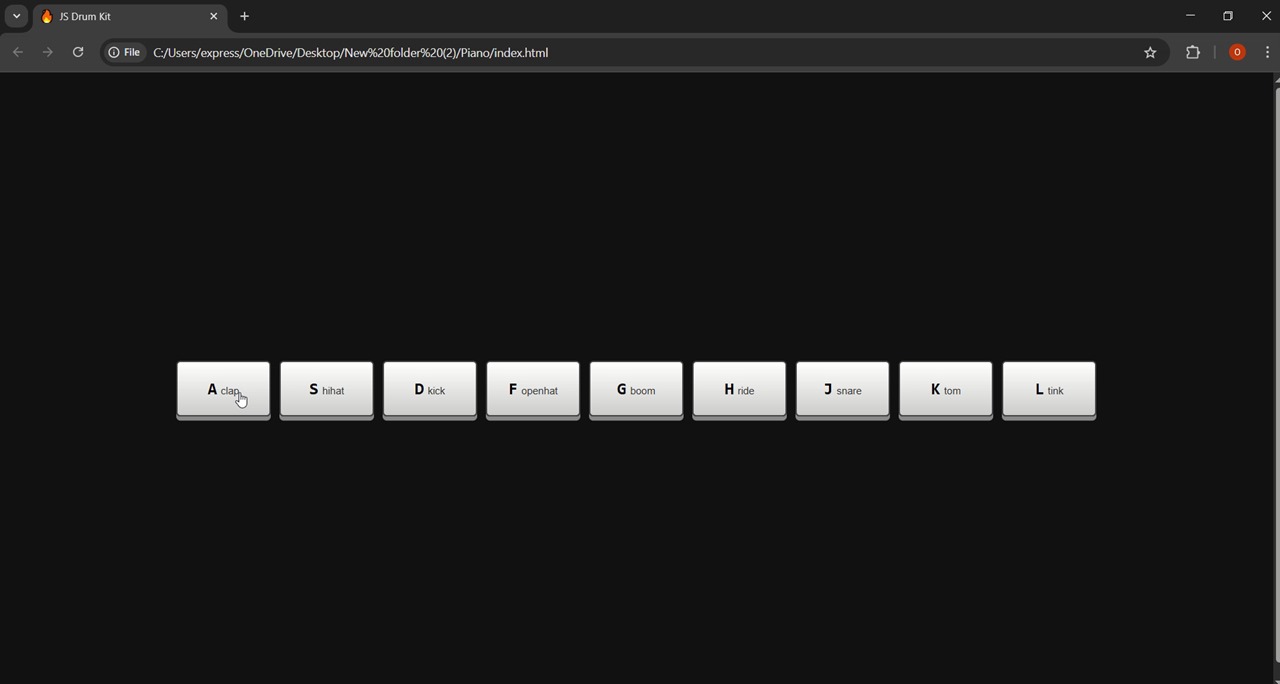 JS Drum Kit
File C:/Users/express/OneDrive/Desktop/New%20folder%20(2)/Piano/index.html
O
A clap S hihat D kick F openhat G boom H ride J snare K tom L tink